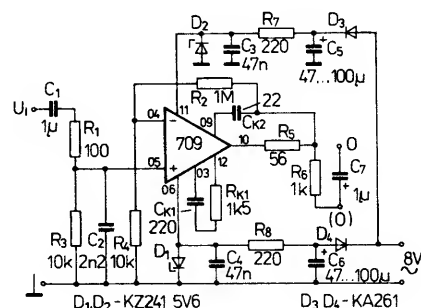 D2
R7
D3
220
C3
47n
C5
47...100µ
11
R2 1M
22
CK2
04
09
UI
C1
1µ
R1
100
709
10
R5
56
05
06
03
12
R6
1k
O
C7
1µ
(O)
CK1
220
RK1
1k5
R3
10k
C2
2n2
R4
10k
D1
C4
47n
R8
220
D4
C6
47...100µ
8V
~
D1,D2-KZ241 5V6
D3,D4-KA261